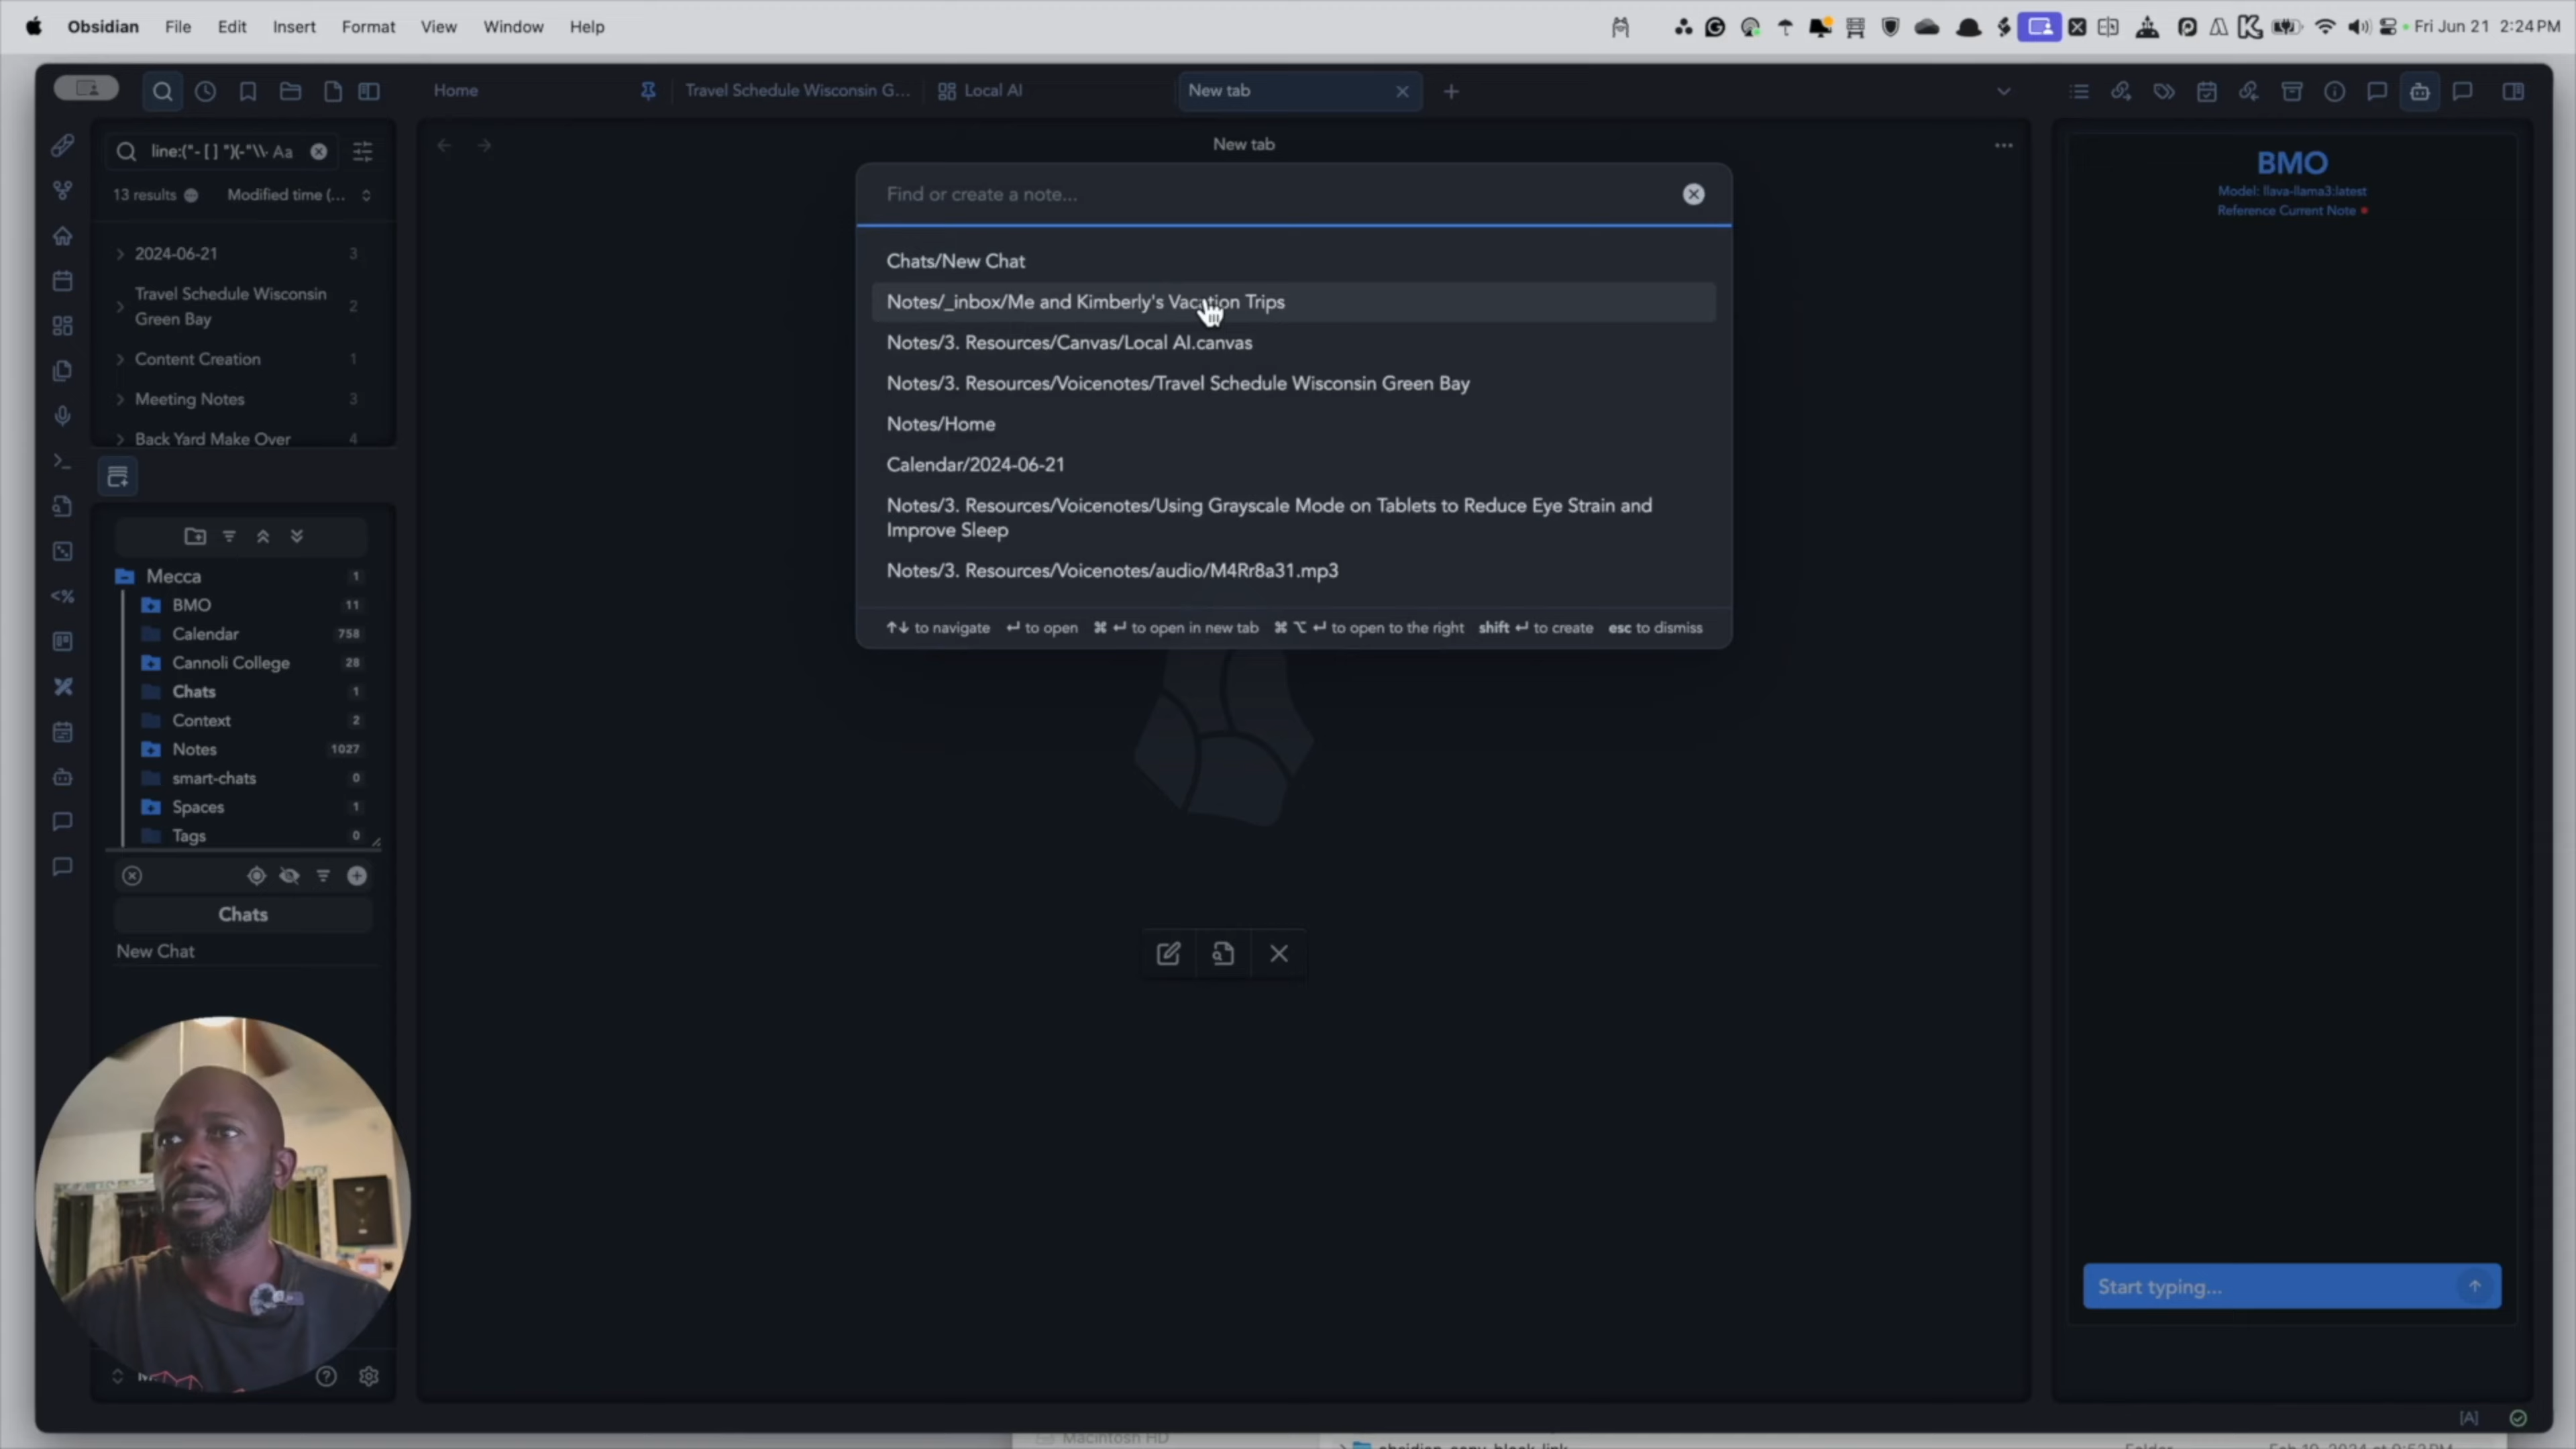 Obsidian File Edit Insert Format View Window Help
Fri Jun 21 2:24 PM
Home
Travel Schedule Wisconsin G...
Local AI
New tab
line:("- [ ] ")(-"\\- Aa
13 results
Modified time (...
2024-06-21 3
Travel Schedule Wisconsin
Green Bay
2
Content Creation 1
Meeting Notes 3
Back Yard Make Over 4
Mecca 1
BMO 11
Calendar 758
Cannoli College 28
Chats 1
Context 2
Notes 1027
smart-chats 0
Spaces 1
Tags 0
Chats
New Chat
New tab
Find or create a note...
Chats/New Chat
Notes/_inbox/Me and Kimberly's Vacation Trips
Notes/3. Resources/Canvas/Local AI.canvas
Notes/3. Resources/Voicenotes/Travel Schedule Wisconsin Green Bay
Notes/Home
Calendar/2024-06-21
Notes/3. Resources/Voicenotes/Using Grayscale Mode on Tablets to Reduce Eye Strain and
Improve Sleep
Notes/3. Resources/Voicenotes/audio/M4Rr8a31.mp3
↑↓ to navigate ↵ to open ⌘ ↵ to open in new tab ⌘ ⌥ ↵ to open to the right shift ↵ to create esc to dismiss
BMO
Model: llava-llama3:latest
Reference Current Note
Start typing...
[A]
Macintosh HD